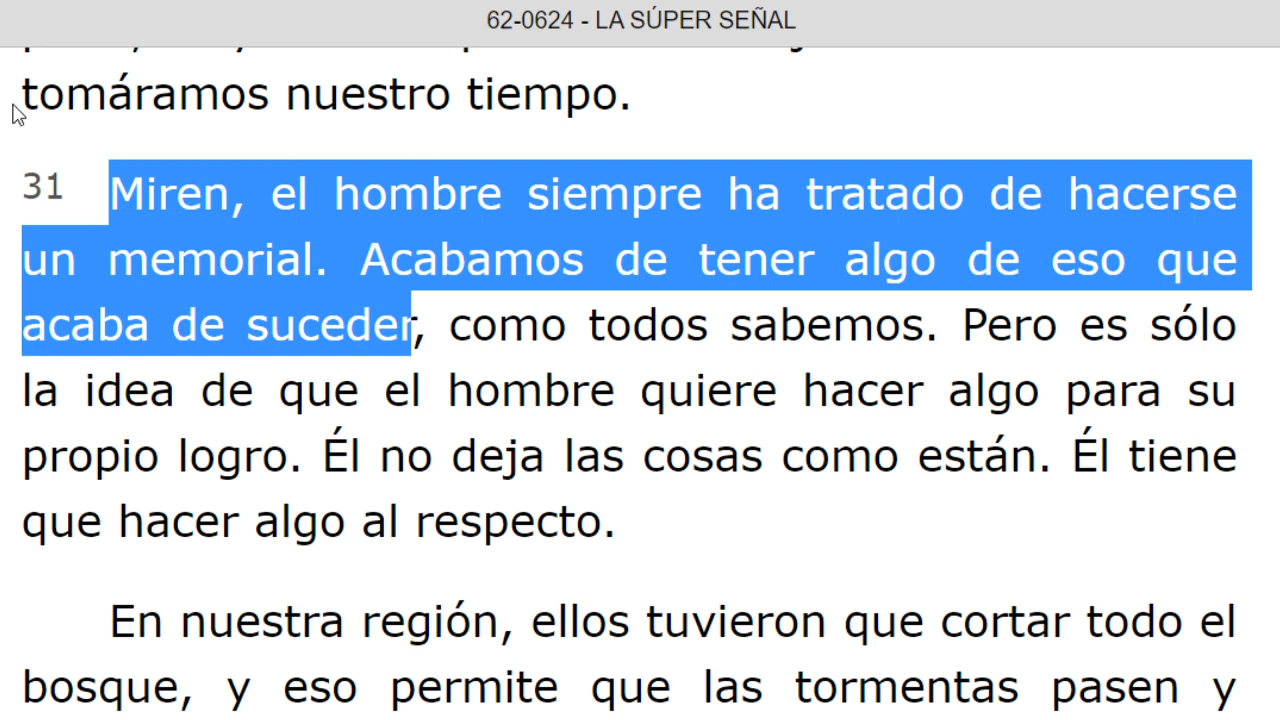 62-0624 - LA SÚPER SEÑAL
tomáramos nuestro tiempo.
31 Miren, el hombre siempre ha tratado de hacerse
un memorial. Acabamos de tener algo de eso que
acaba de suceder, como todos sabemos. Pero es sólo
la idea de que el hombre quiere hacer algo para su
propio logro. Él no deja las cosas como están. Él tiene
que hacer algo al respecto.
En nuestra región, ellos tuvieron que cortar todo el
bosque, y eso permite que las tormentas pasen y